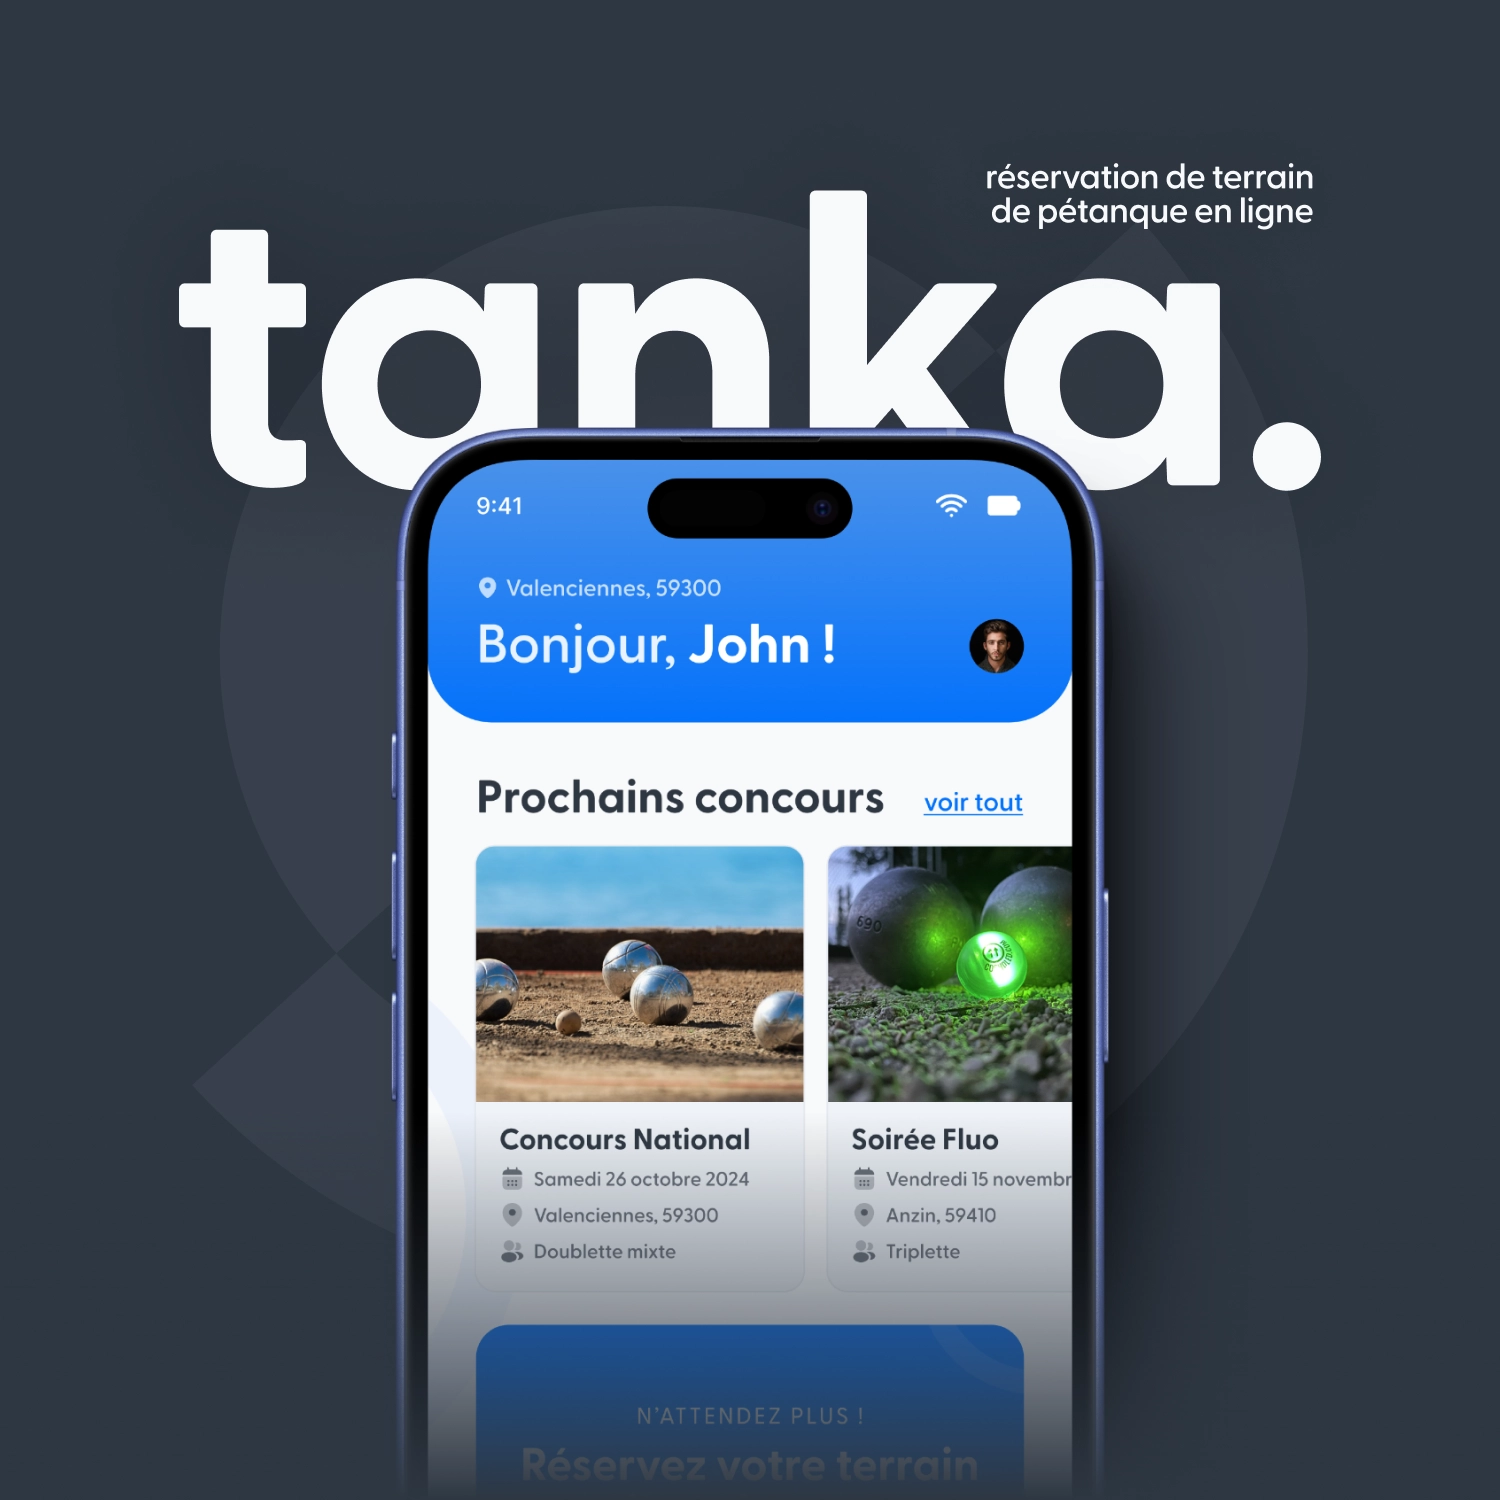 réservation de terrain
de pétanque en ligne
tanka.
9:41
Valenciennes, 59300
Bonjour, John !
Prochains concours
voir tout
690
Concours National
Samedi 26 octobre 2024
Valenciennes, 59300
Doublette mixte
Soirée Fluo
Vendredi 15 novembr
Anzin, 59410
Triplette
N'ATTENDEZ PLUS !
Réservez votre terrain